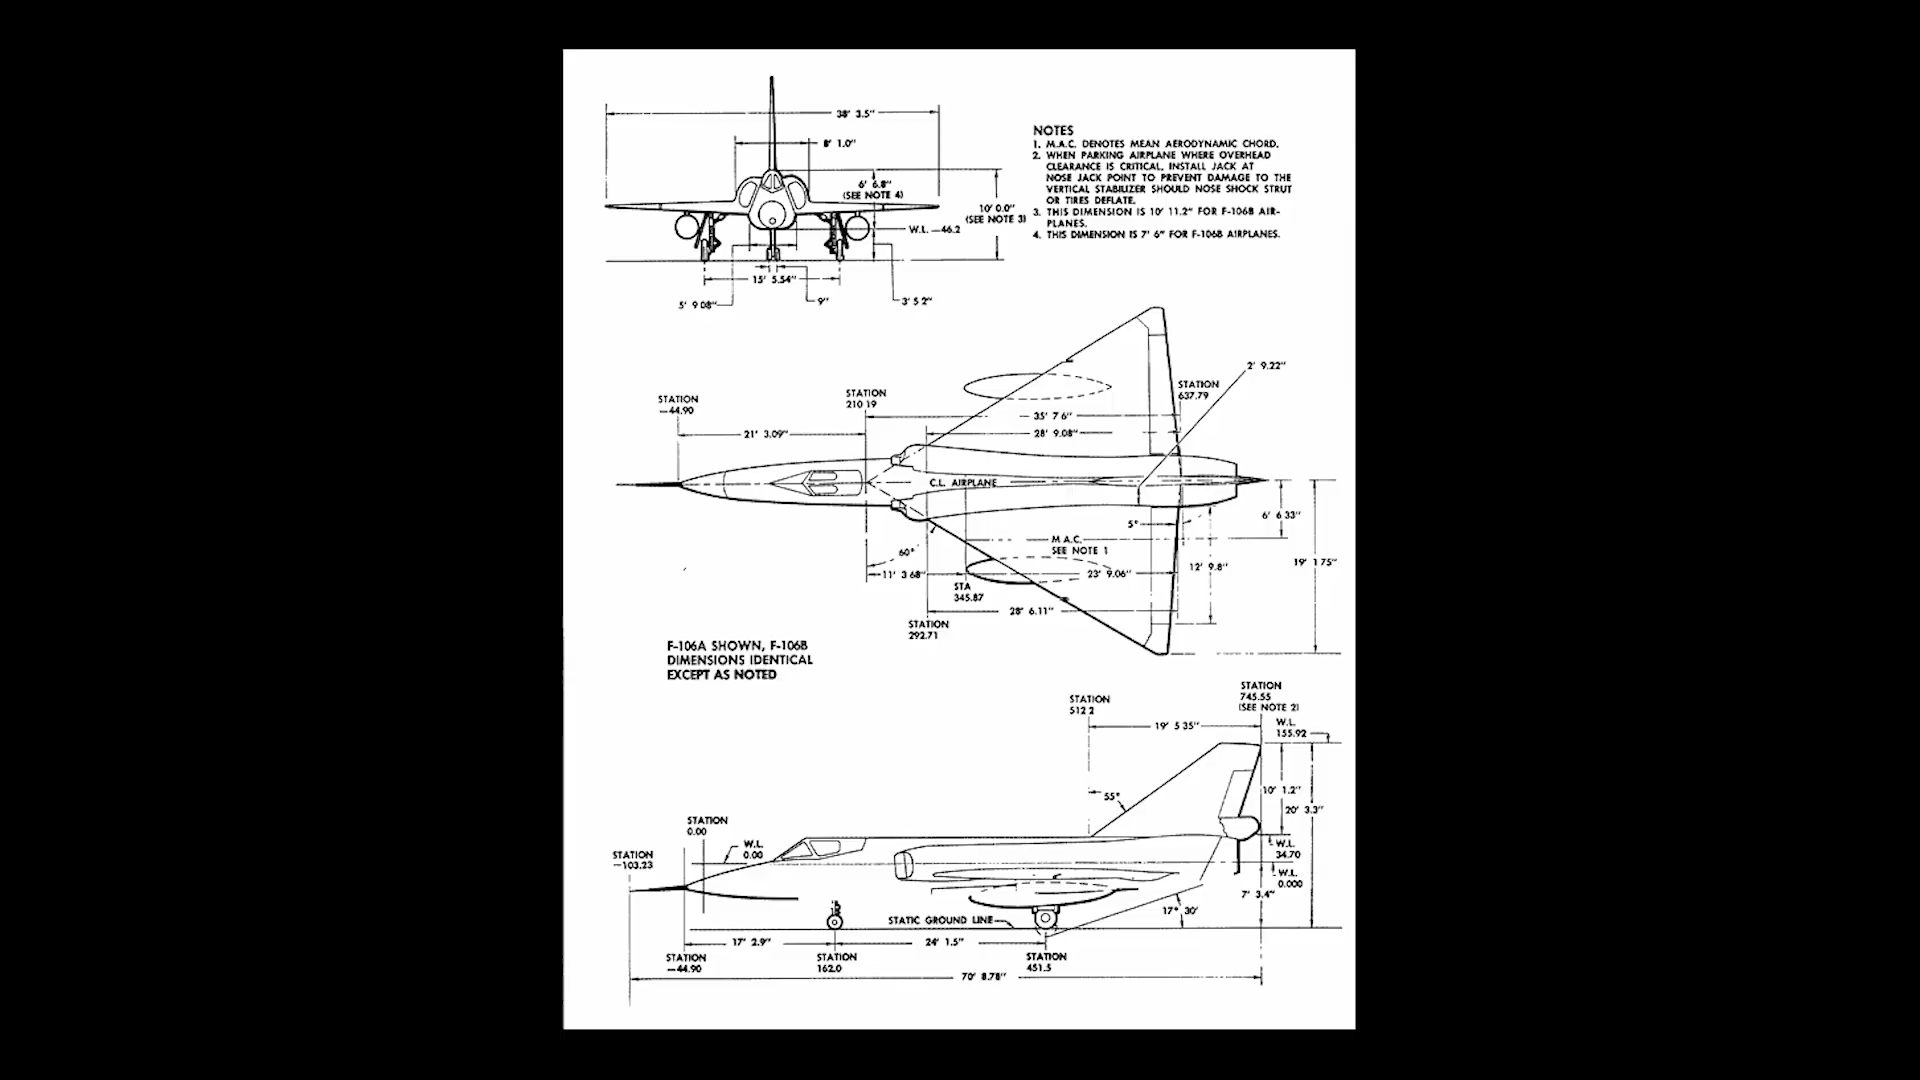 38' 3.5"
8' 1.0"
6' 6.8"
(SEE NOTE 4)
10' 0.0"
(SEE NOTE 3)
W.L. —46.2
15' 5.54"
5' 9 08"
9"
3' 5 2"
NOTES
1. M.A.C. DENOTES MEAN AERODYNAMIC CHORD.
2. WHEN PARKING AIRPLANE WHERE OVERHEAD
CLEARANCE IS CRITICAL, INSTALL JACK AT
NOSE JACK POINT TO PREVENT DAMAGE TO THE
VERTICAL STABILIZER SHOULD NOSE SHOCK STRUT
OR TIRES DEFLATE.
3. THIS DIMENSION IS 10' 11.2" FOR F-106B AIR-
PLANES.
4. THIS DIMENSION IS 7' 6" FOR F-106B AIRPLANES.
2' 9.22"
STATION
—44.90
STATION
210 19
STATION
637.79
35' 7 6"
21' 3.09"
28' 9.08"
C.L. AIRPLANE
6' 6 33"
5°
M A.C.
SEE NOTE 1
60°
11' 3 68"
23' 9.06"
12' 9.8"
19' 1 75"
STA
345.87
28' 6.11"
STATION
292.71
F-106A SHOWN, F-106B
DIMENSIONS IDENTICAL
EXCEPT AS NOTED
STATION
512 2
STATION
745.55
(SEE NOTE 2)
19' 5 35"
W.L.
155.92
55°
10' 1.2"
20' 3.3"
STATION
0.00
W.L.
0.00
STATION
—103.23
W.L.
34.70
W.L.
0.000
7' 3.4"
17° 30'
STATIC GROUND LINE
17' 2.9"
24' 1.5"
STATION
—44.90
STATION
162.0
STATION
451.5
70' 8.78"